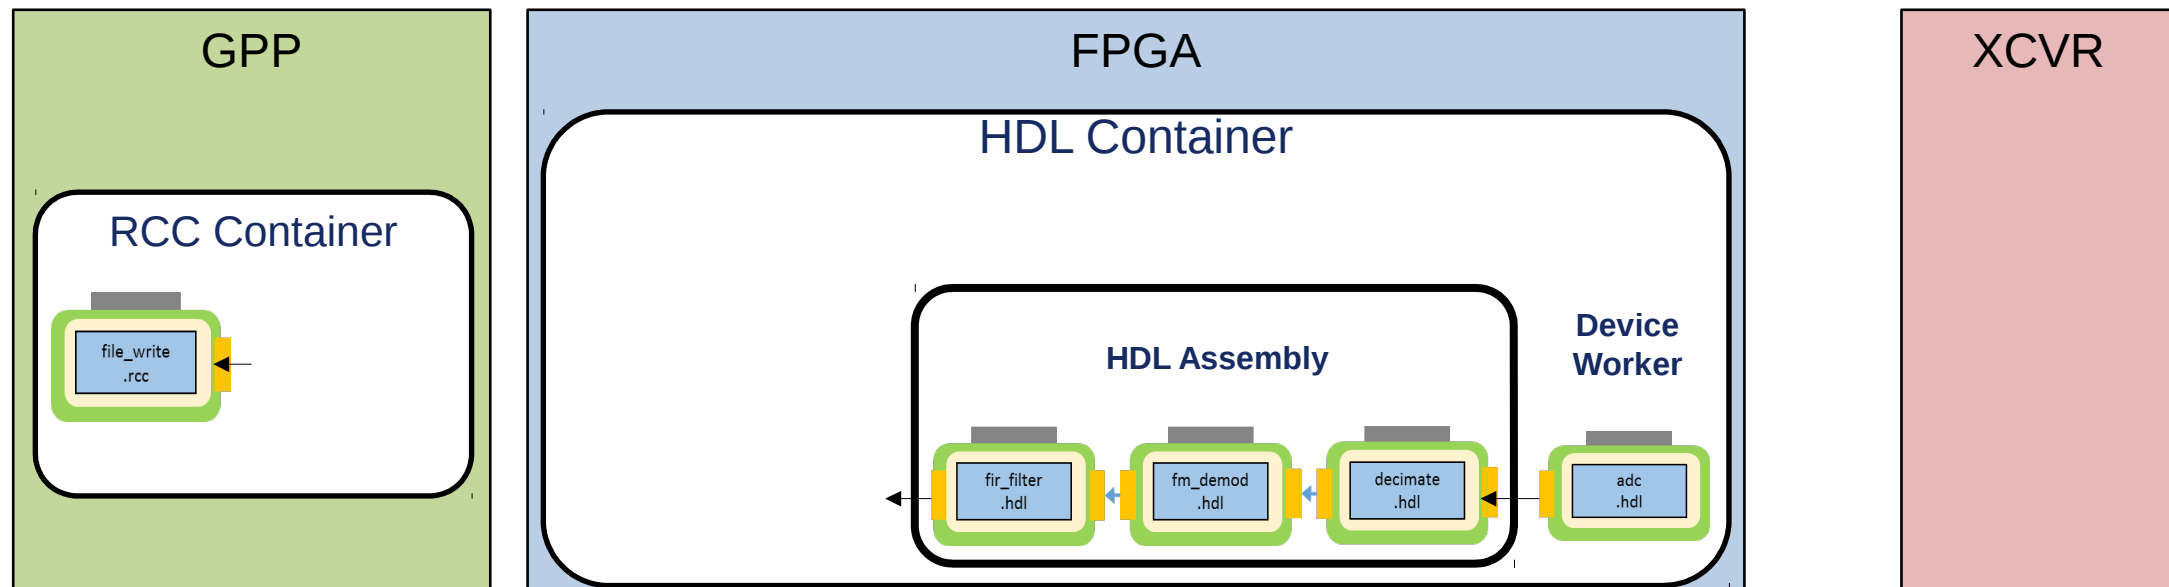 GPP
FPGA
XCVR
HDL Container
RCC Container
file_write
.rcc
Device
Worker
HDL Assembly
fir_filter
.hdl
fm_demod
.hdl
decimate
.hdl
adc
.hdl